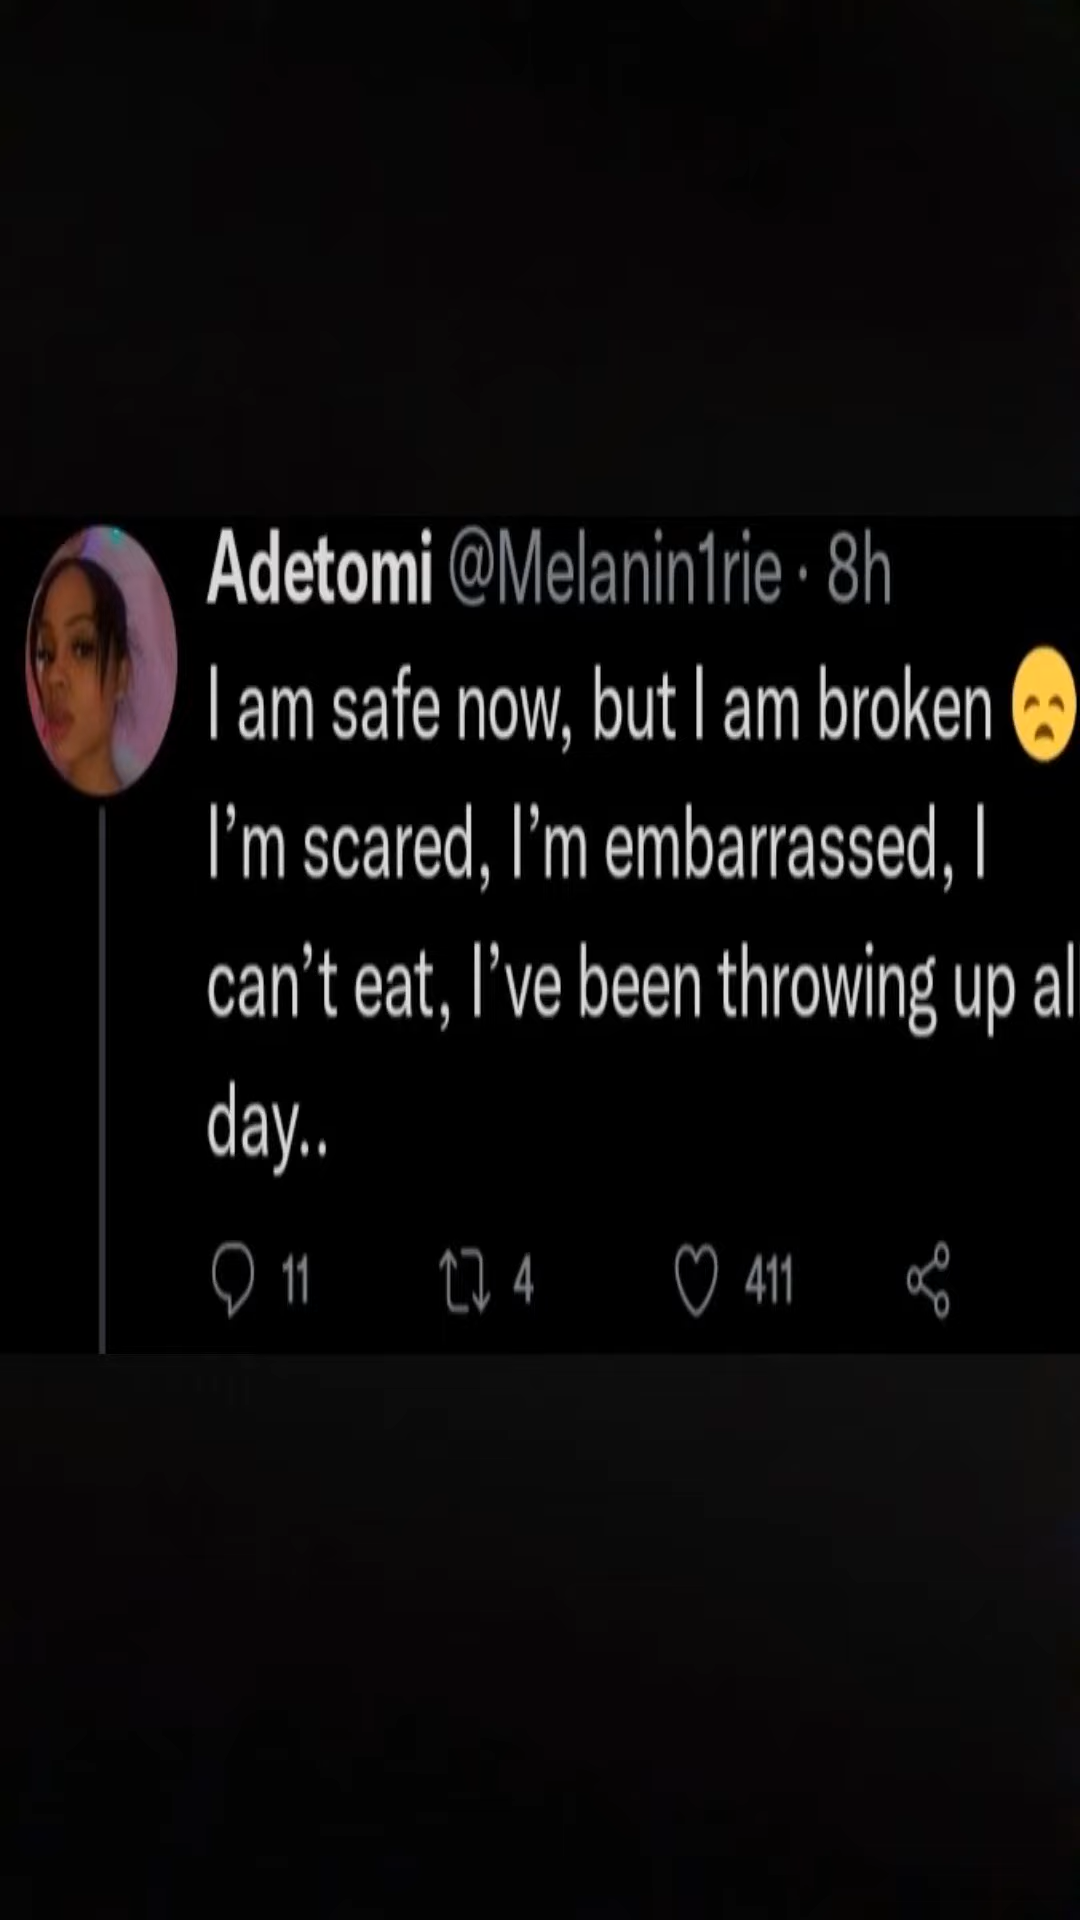 Adetomi @Melanin1rie · 8h
I am safe now, but I am broken 😞
I’m scared, I’m embarrassed, I
can’t eat, I’ve been throwing up all
day..
11 4 411